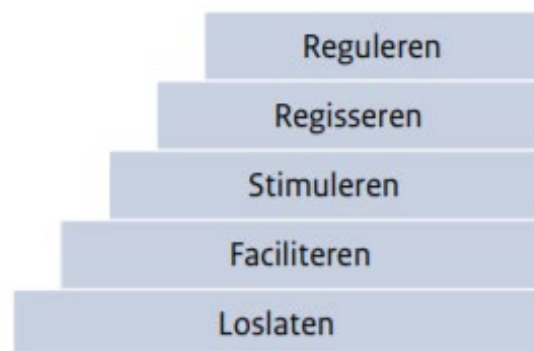 Reguleren
Regisseren
Stimuleren
Faciliteren
Loslaten